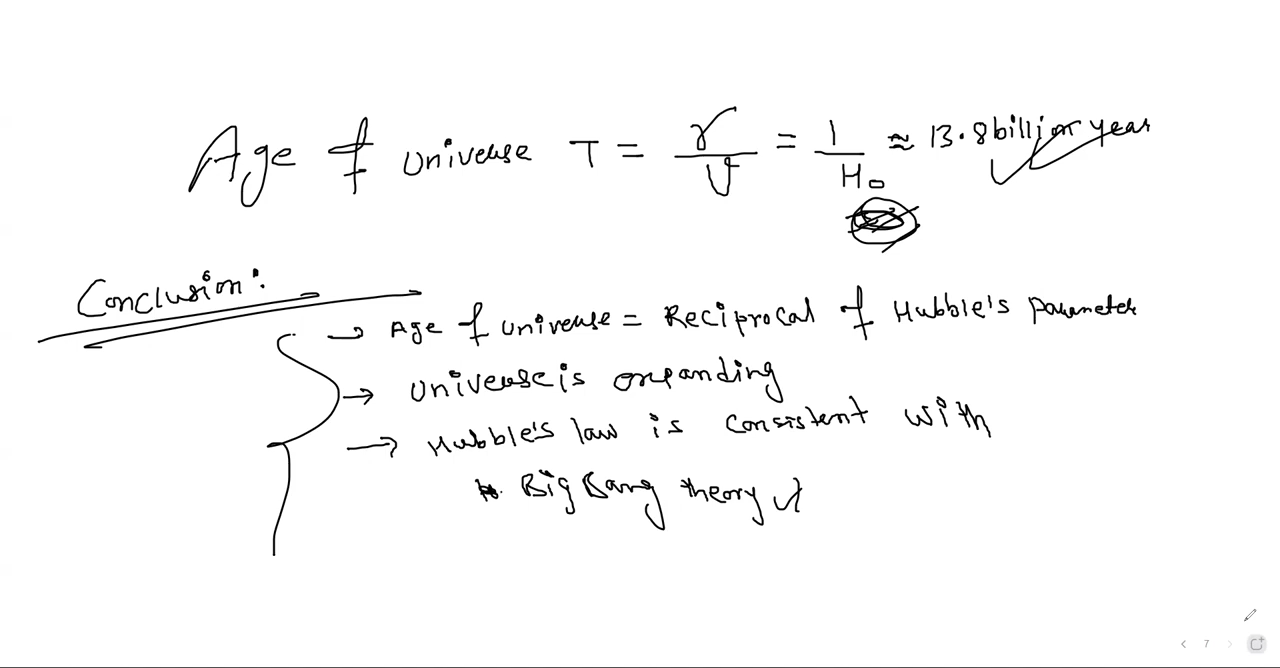 Age of universe T = r/v = 1/H₀ ≈ 13.8 billion year
Conclusion:
→ Age of universe = Reciprocal of Hubble's parameter
→ Universe is expanding
→ Hubble's law is consistent with
Big Bang theory
7